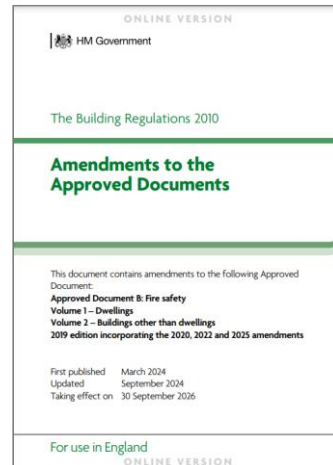 ONLINE VERSION
HM Government
The Building Regulations 2010
Amendments to the
Approved Documents
This document contains amendments to the following Approved
Document:
Approved Document B: Fire safety
Volume 1 – Dwellings
Volume 2 – Buildings other than dwellings
2019 edition incorporating the 2020, 2022 and 2025 amendments
First published March 2024
Updated September 2024
Taking effect on 30 September 2026
For use in England
ONLINE VERSION